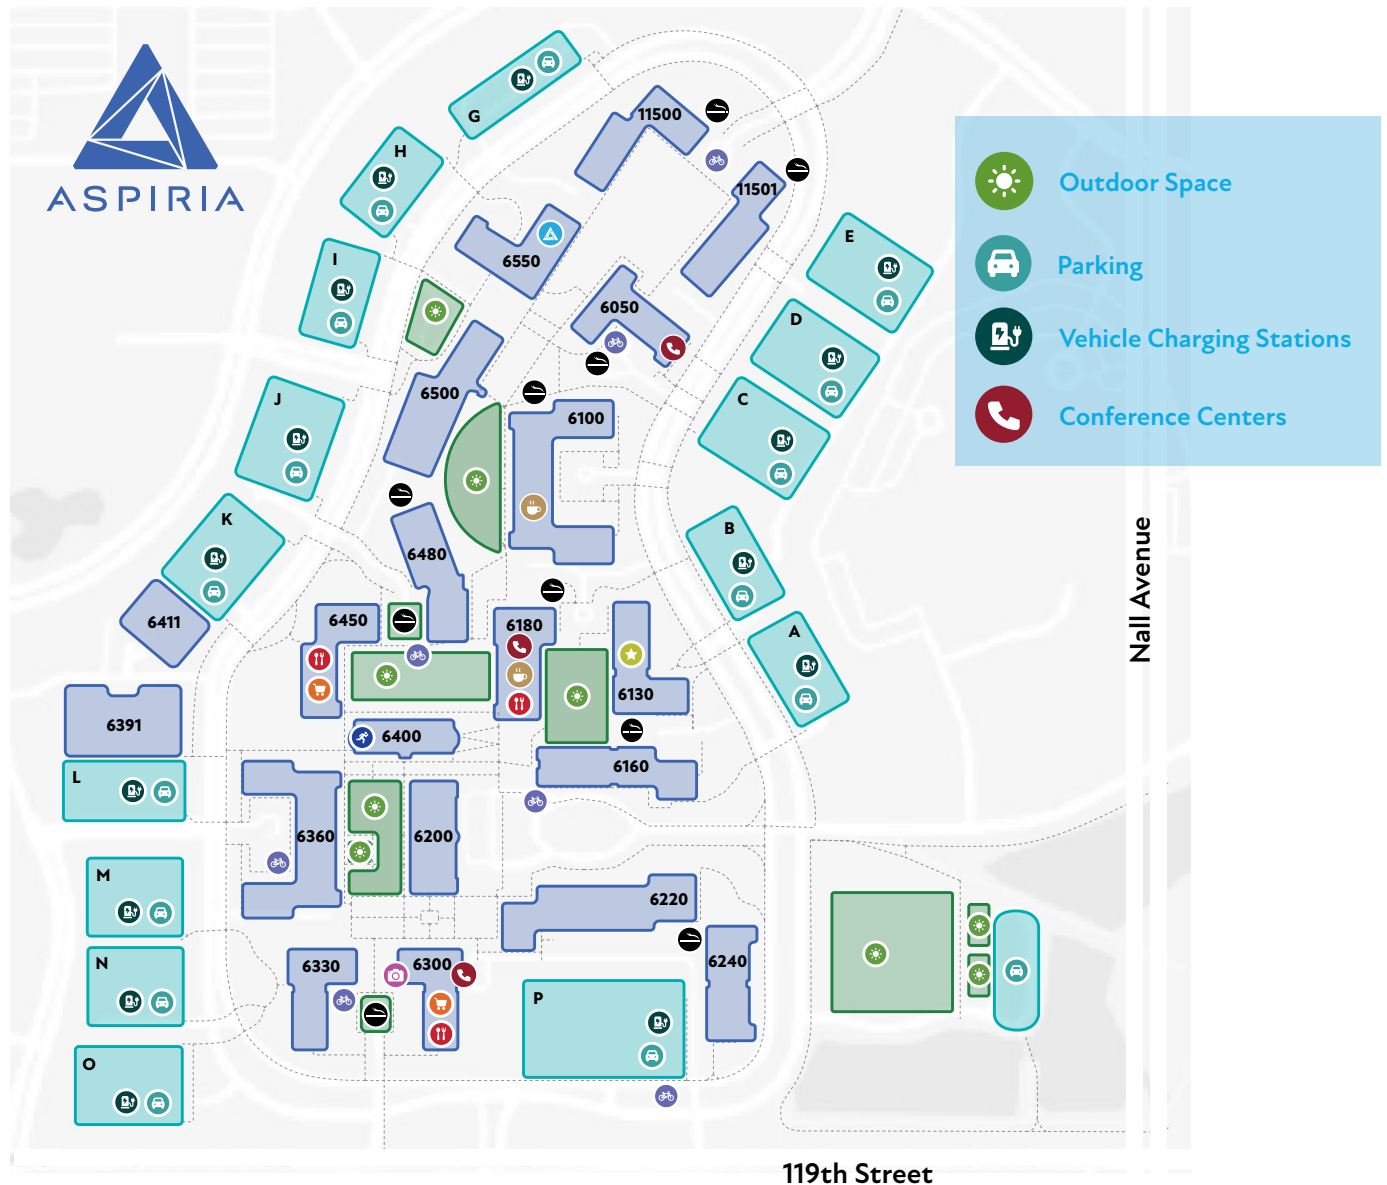 G
11500
H
ASPIRIA
11501
Outdoor Space
E
I
6550
Parking
6050
D
Vehicle Charging Stations
6500
J
C
6100
Conference Centers
K
B
6480
Nall Avenue
6411
6450
6180
A
6130
6391
6400
6160
L
6360
6200
M
6220
N
6330
6300
6240
P
O
119th Street